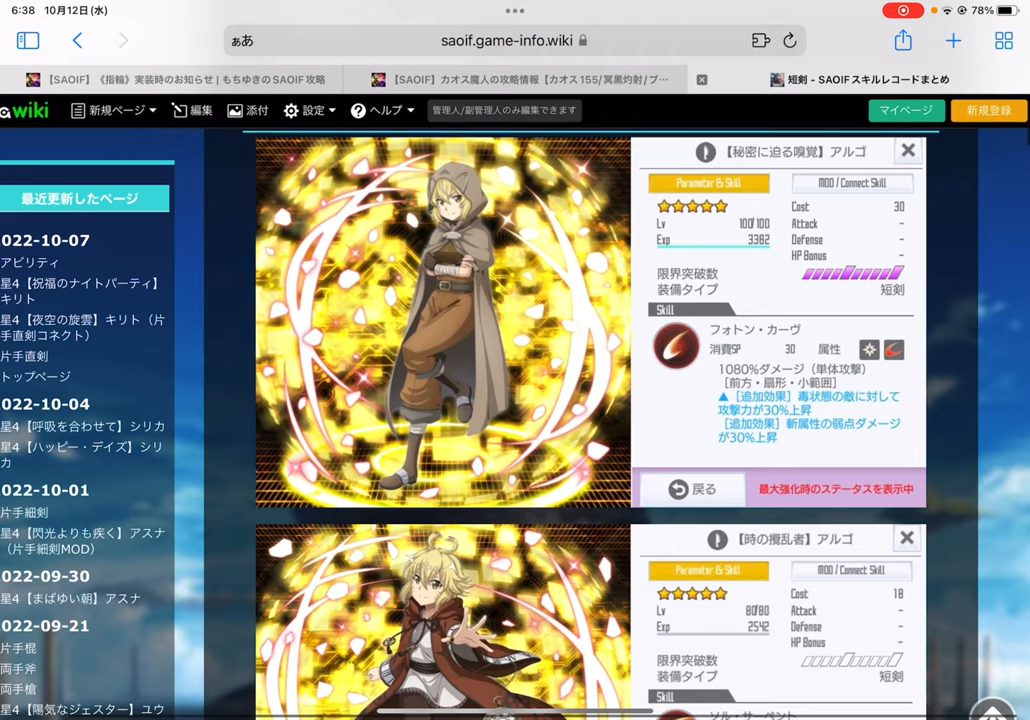 6:38 10月12日(水)
78%
ああ
saoif.game-info.wiki
【SAOIF】《指輪》実装時のお知らせ | もちゆきのSAOIF攻略
【SAOIF】カオス魔人の攻略情報【カオス155/冥黒灼射/ブ…
短剣 - SAOIFスキルレコードまとめ
awiki
新規ページ
編集
添付
設定
ヘルプ
管理人/副管理人のみ編集できます
マイページ
新規登録
最近更新したページ
022-10-07
アビリティ
星4【祝福のナイトパーティ】
キリト
星4【夜空の旋雲】キリト（片
手直剣コネクト）
片手直剣
トップページ
022-10-04
星4【呼吸を合わせて】シリカ
星4【ハッピー・デイズ】シリ
カ
022-10-01
片手細剣
星4【閃光よりも疾く】アスナ
（片手細剣MOD）
022-09-30
星4【まばゆい朝】アスナ
022-09-21
片手棍
両手斧
両手槍
星4【陽気なジェスター】ユウ
【秘密に迫る嗅覚】アルゴ
Parameter & Skill
MOD / Connect Skill
Lv 100/100
Exp 3382
Cost 30
Attack -
Defense -
HP Bonus -
限界突破数
装備タイプ 短剣
Skill
フォトン・カーヴ
消費SP 30 属性
1080%ダメージ（単体攻撃）
［前方・扇形・小範囲］
▲［追加効果］毒状態の敵に対して
攻撃力が30%上昇
［追加効果］斬属性の弱点ダメージ
が30%上昇
戻る
最大強化時のステータスを表示中
【時の攪乱者】アルゴ
Parameter & Skill
MOD / Connect Skill
Lv 80/80
Exp 2542
Cost 18
Attack -
Defense -
HP Bonus -
限界突破数
装備タイプ 短剣
Skill
ソル・サーペント